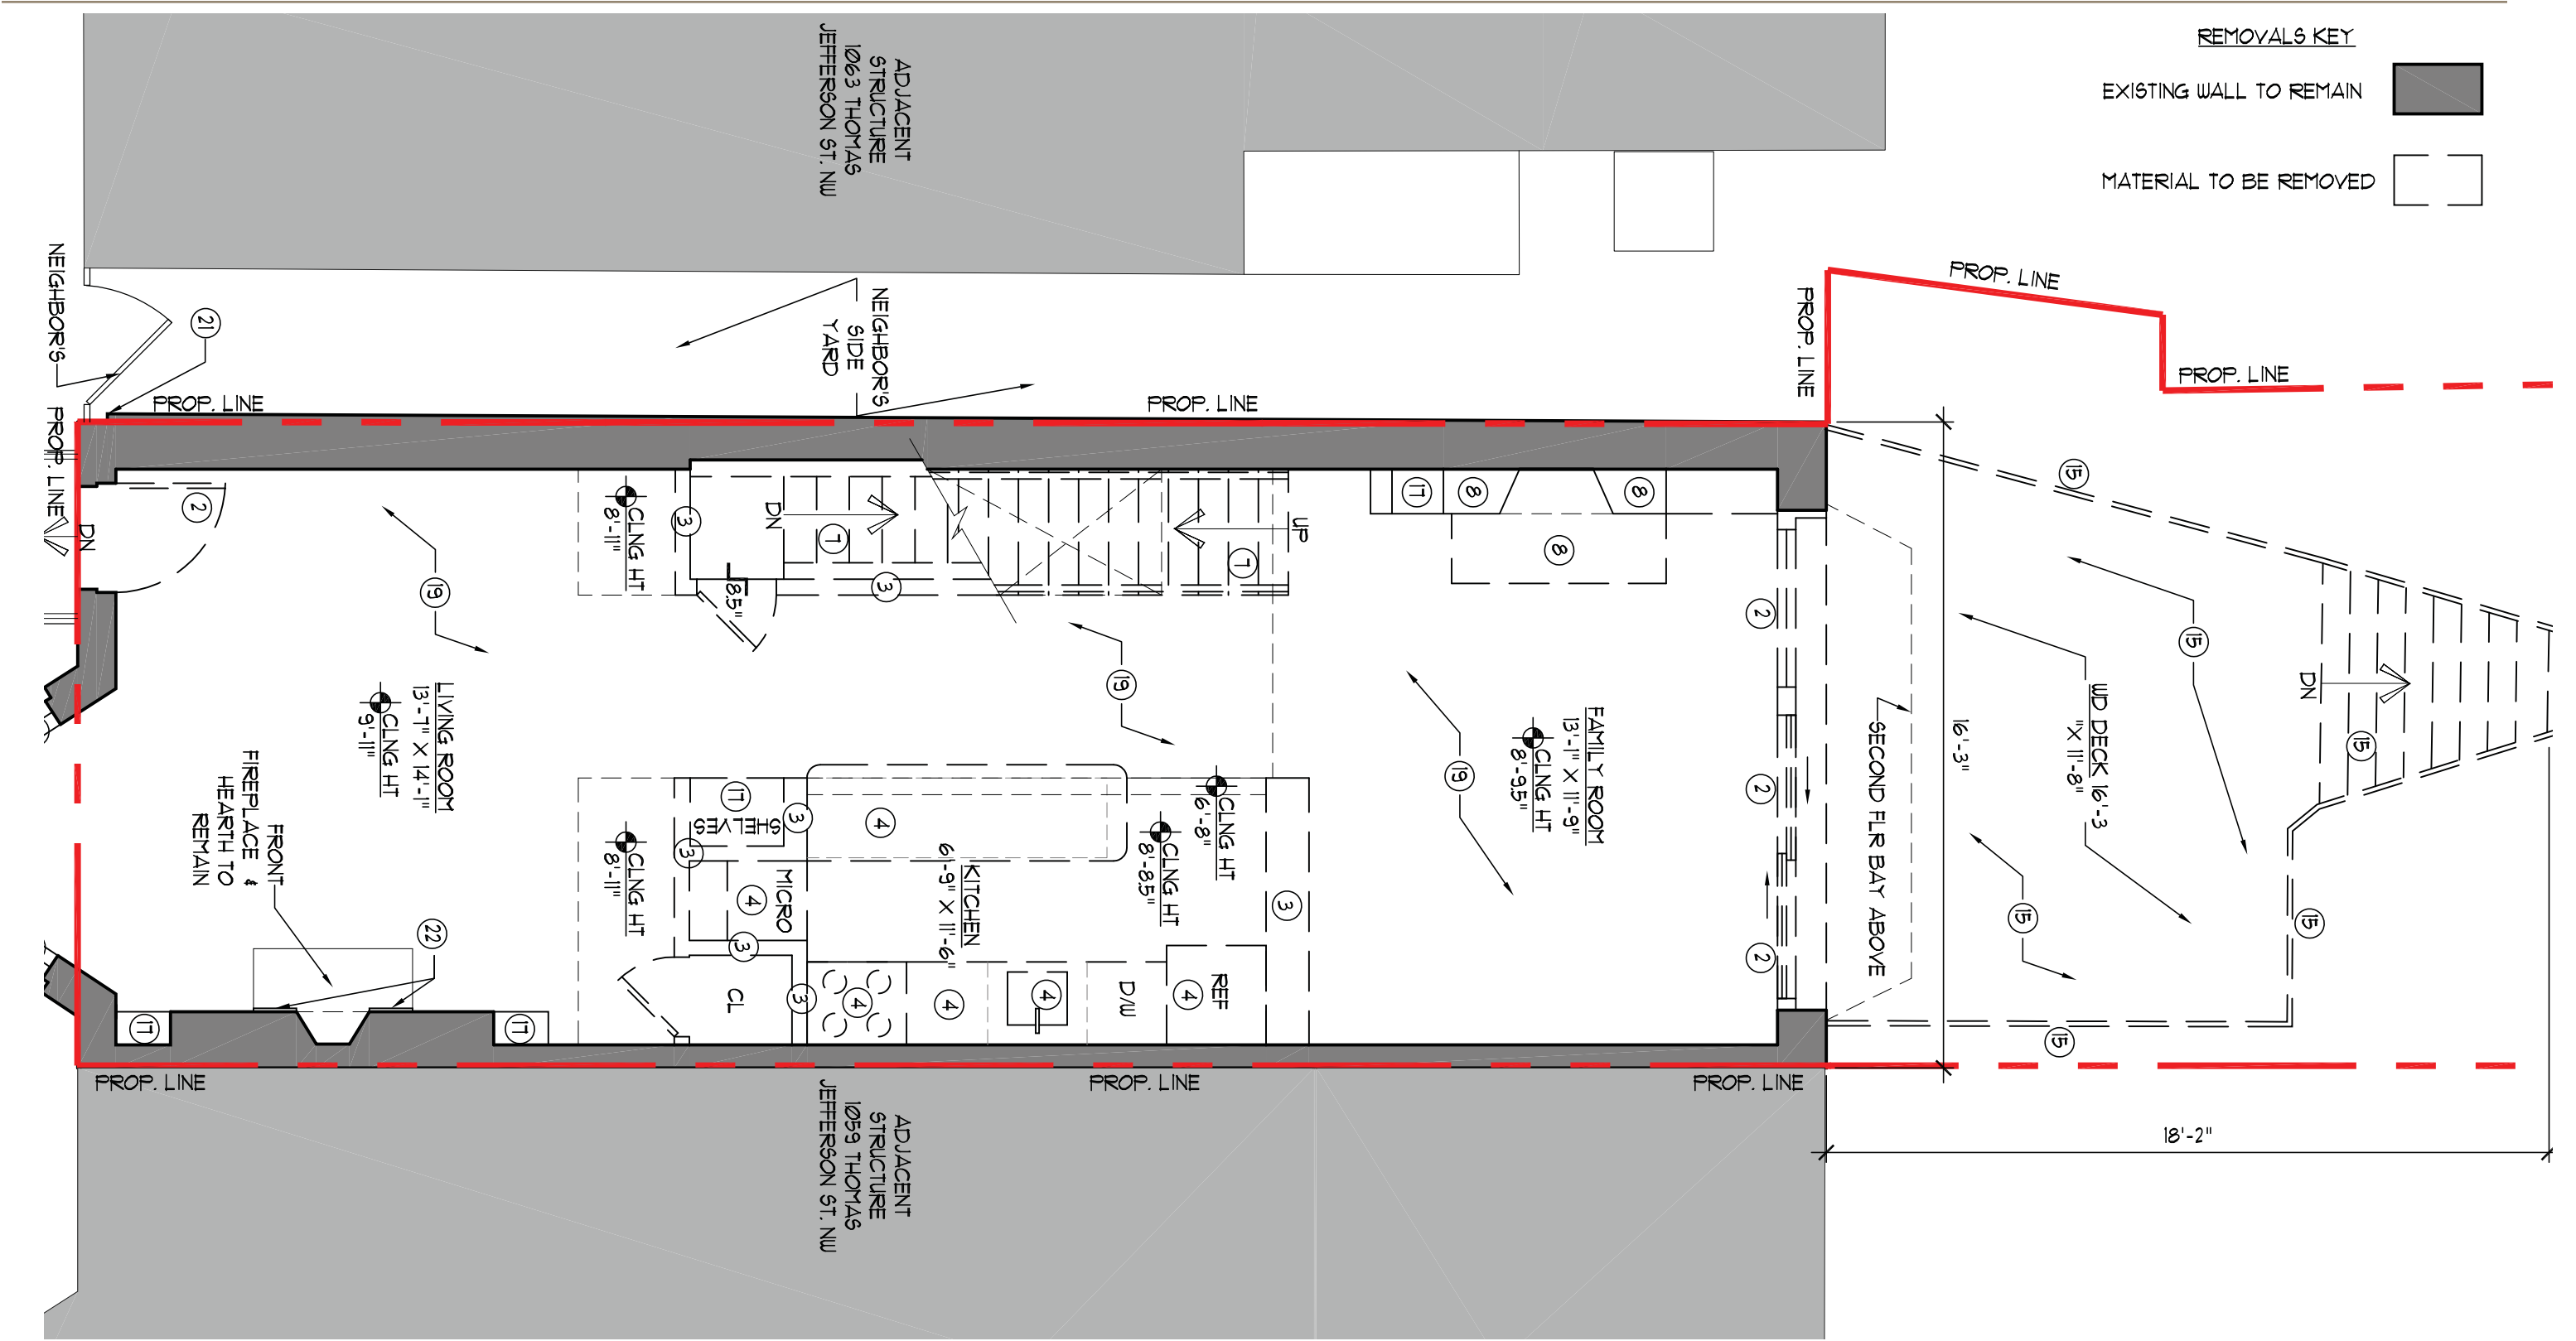 REMOVALS KEY
EXISTING WALL TO REMAIN
MATERIAL TO BE REMOVED
ADJACENT
STRUCTURE
1063 THOMAS
JEFFERSON ST. NW
NEIGHBOR'S
21
NEIGHBOR'S
SIDE
YARD
PROP. LINE
PROP. LINE
PROP. LINE
PROP. LINE
PROP. LINE
PROP. LINE
DN
2
19
CLNG HT
8'-11"
3
DN
7
3
8.5"
UP
7
17
8
8
8
2
2
2
19
19
LIVING ROOM
13'-7" X 14'-1"
CLNG HT
9'-11"
FRONT
FIREPLACE &
HEARTH TO
REMAIN
22
17
17
CLNG HT
8'-11"
17
SHELVES
3
3
4
MICRO
4
3
CL
3
4
KITCHEN
6'-9" X 11'-6"
4
4
D/W
REF
4
CLNG HT
6'-8"
CLNG HT
8'-8.5"
3
FAMILY ROOM
13'-1" X 11'-9"
CLNG HT
8'-9.5"
SECOND FLR BAY ABOVE
16'-3"
WD DECK 16'-3
"X 11'-8"
15
15
15
15
15
15
DN
18'-2"
PROP. LINE
PROP. LINE
PROP. LINE
ADJACENT
STRUCTURE
1059 THOMAS
JEFFERSON ST. NW